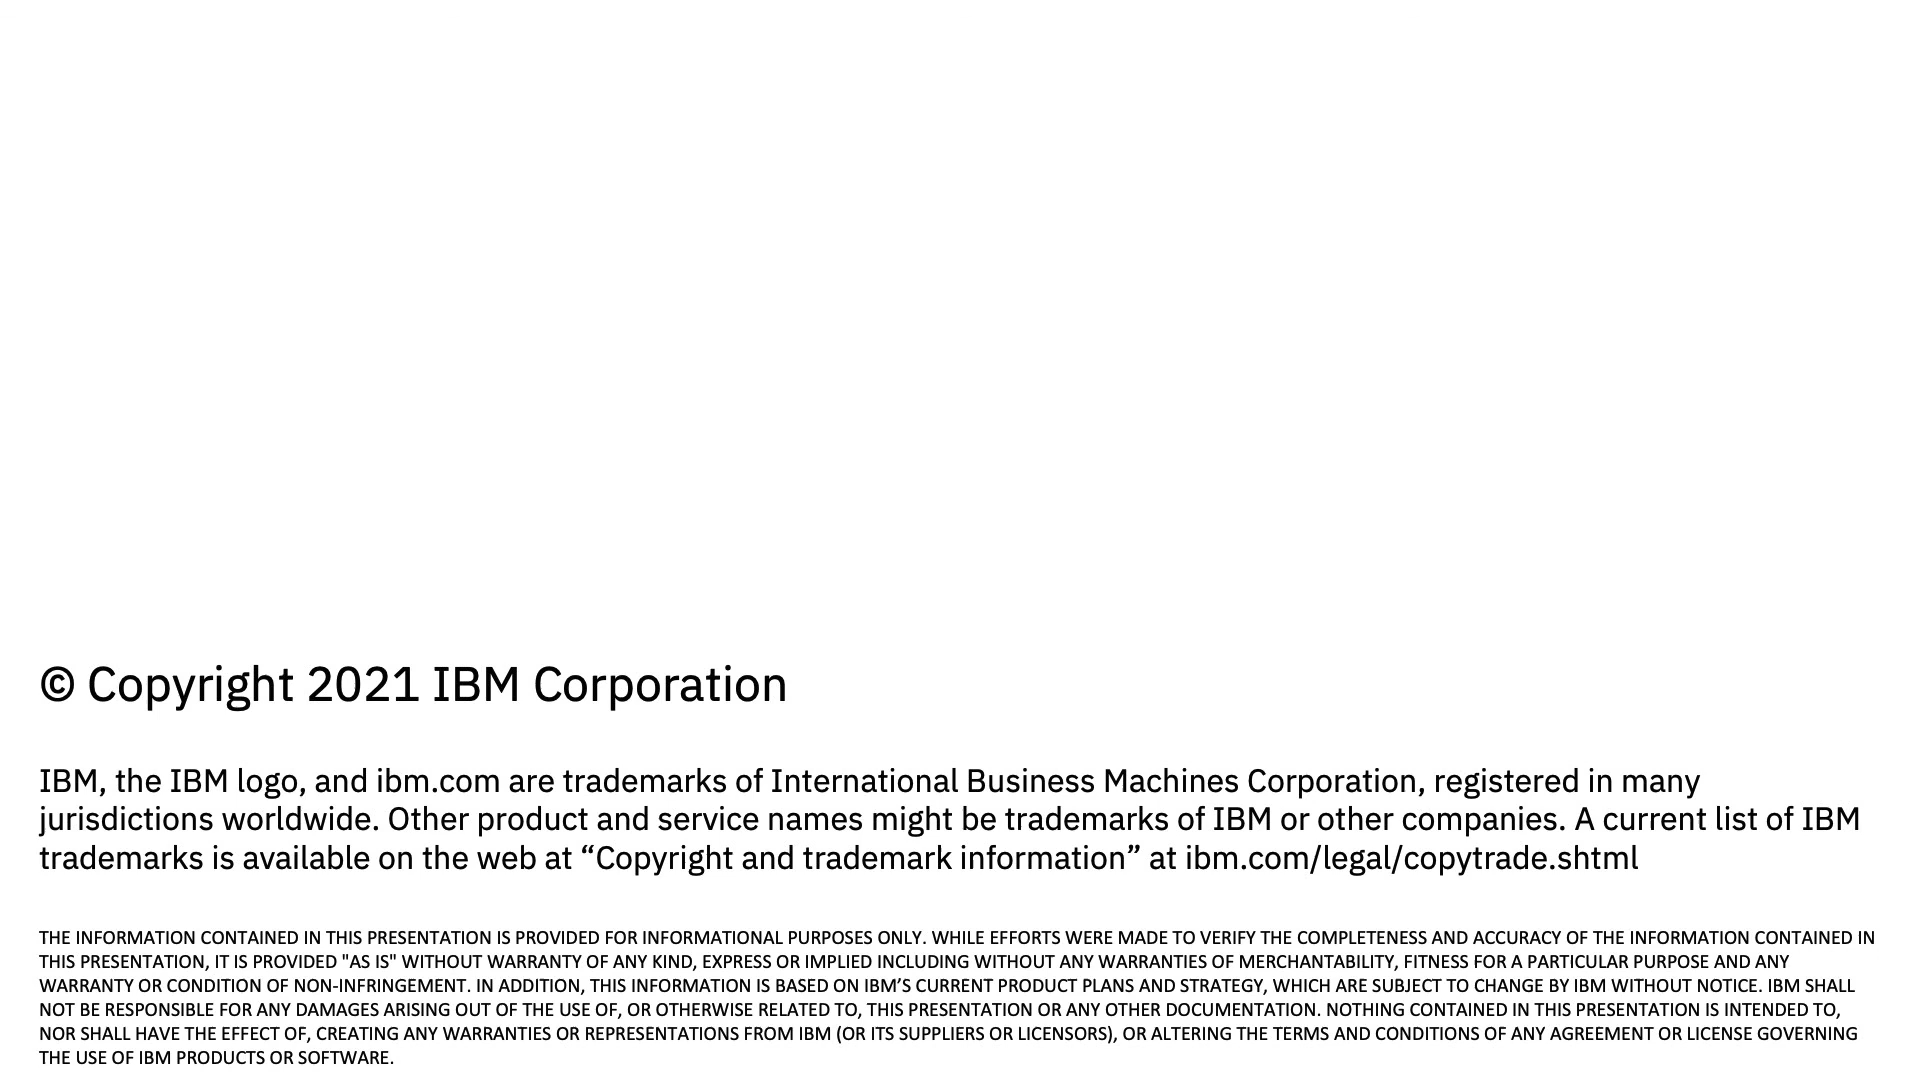 © Copyright 2021 IBM Corporation
IBM, the IBM logo, and ibm.com are trademarks of International Business Machines Corporation, registered in many
jurisdictions worldwide. Other product and service names might be trademarks of IBM or other companies. A current list of IBM
trademarks is available on the web at “Copyright and trademark information” at ibm.com/legal/copytrade.shtml
THE INFORMATION CONTAINED IN THIS PRESENTATION IS PROVIDED FOR INFORMATIONAL PURPOSES ONLY. WHILE EFFORTS WERE MADE TO VERIFY THE COMPLETENESS AND ACCURACY OF THE INFORMATION CONTAINED IN
THIS PRESENTATION, IT IS PROVIDED "AS IS" WITHOUT WARRANTY OF ANY KIND, EXPRESS OR IMPLIED INCLUDING WITHOUT ANY WARRANTIES OF MERCHANTABILITY, FITNESS FOR A PARTICULAR PURPOSE AND ANY
WARRANTY OR CONDITION OF NON-INFRINGEMENT. IN ADDITION, THIS INFORMATION IS BASED ON IBM’S CURRENT PRODUCT PLANS AND STRATEGY, WHICH ARE SUBJECT TO CHANGE BY IBM WITHOUT NOTICE. IBM SHALL
NOT BE RESPONSIBLE FOR ANY DAMAGES ARISING OUT OF THE USE OF, OR OTHERWISE RELATED TO, THIS PRESENTATION OR ANY OTHER DOCUMENTATION. NOTHING CONTAINED IN THIS PRESENTATION IS INTENDED TO,
NOR SHALL HAVE THE EFFECT OF, CREATING ANY WARRANTIES OR REPRESENTATIONS FROM IBM (OR ITS SUPPLIERS OR LICENSORS), OR ALTERING THE TERMS AND CONDITIONS OF ANY AGREEMENT OR LICENSE GOVERNING
THE USE OF IBM PRODUCTS OR SOFTWARE.